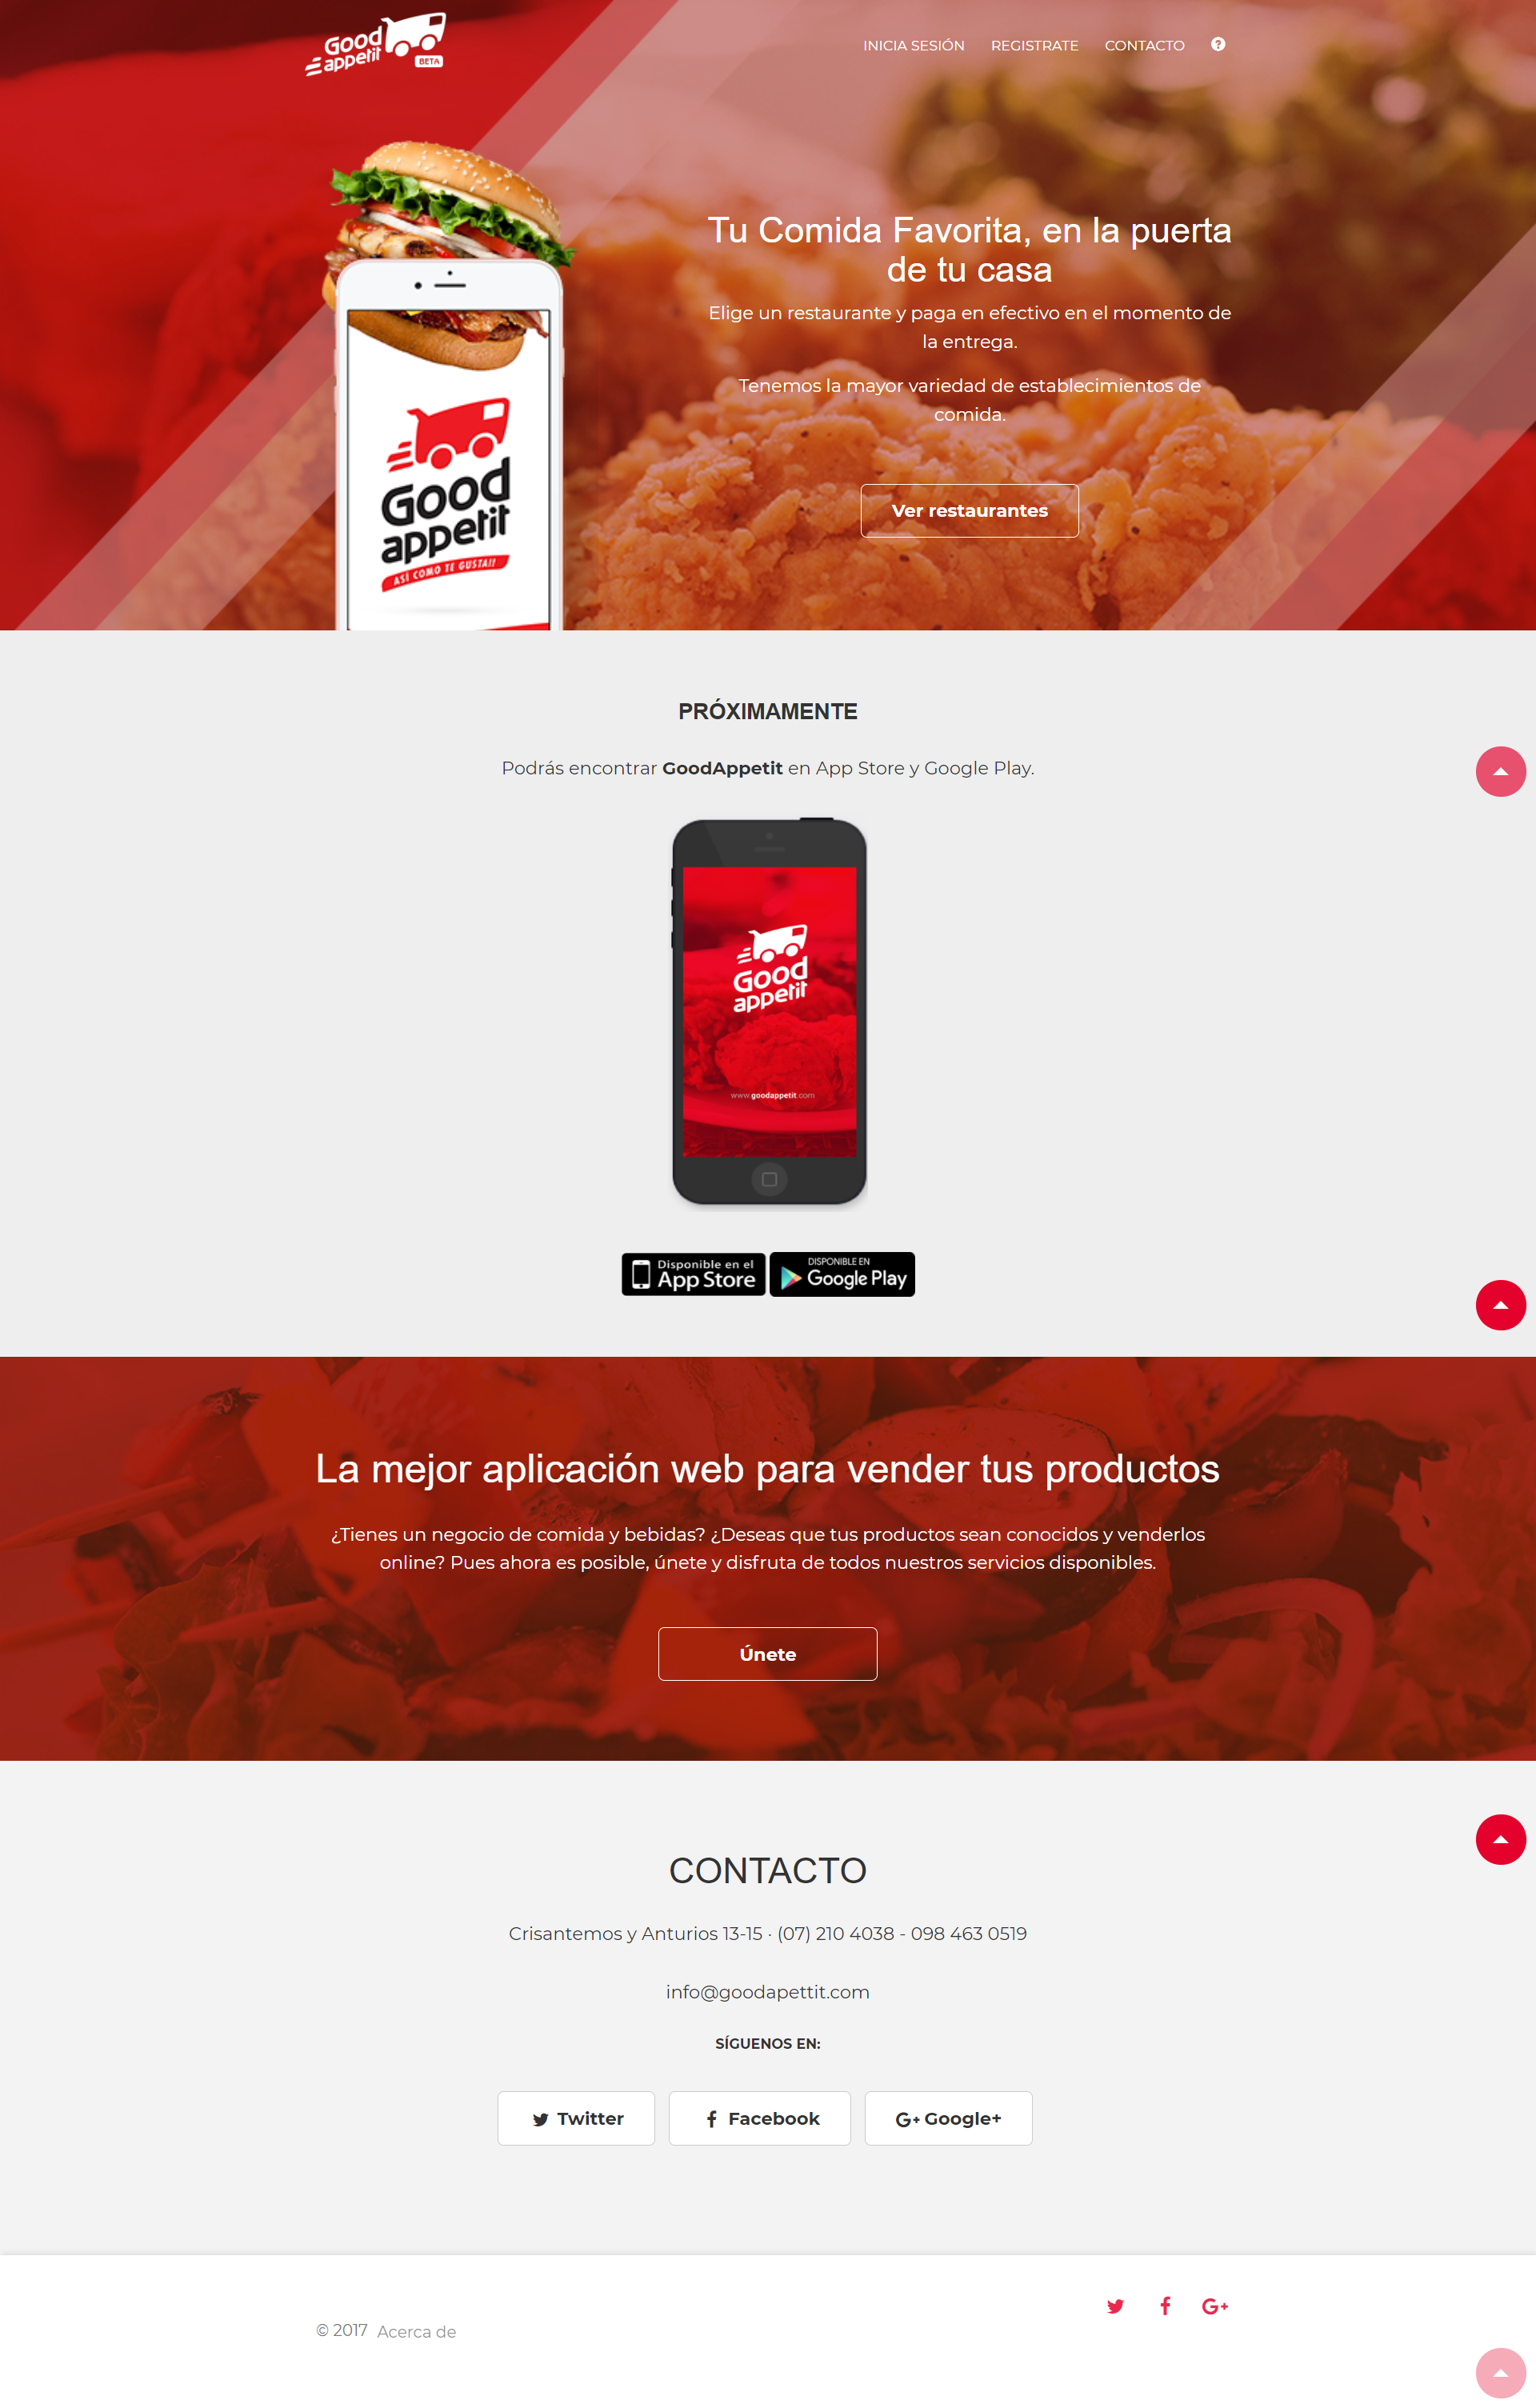 Good
appetit
BETA
INICIA SESIÓN REGISTRATE CONTACTO
Tu Comida Favorita, en la puerta
de tu casa
Elige un restaurante y paga en efectivo en el momento de
la entrega.
Tenemos la mayor variedad de establecimientos de
comida.
Ver restaurantes
Good
appetit
ASÍ COMO TE GUSTA!!
PRÓXIMAMENTE
Podrás encontrar GoodAppetit en App Store y Google Play.
Good
appetit
www.goodappetit.com
Disponible en el
App Store
DISPONIBLE EN
Google Play
La mejor aplicación web para vender tus productos
¿Tienes un negocio de comida y bebidas? ¿Deseas que tus productos sean conocidos y venderlos
online? Pues ahora es posible, únete y disfruta de todos nuestros servicios disponibles.
Únete
CONTACTO
Crisantemos y Anturios 13-15 · (07) 210 4038 - 098 463 0519
info@goodapettit.com
SÍGUENOS EN:
Twitter Facebook G+ Google+
G+
© 2017 Acerca de